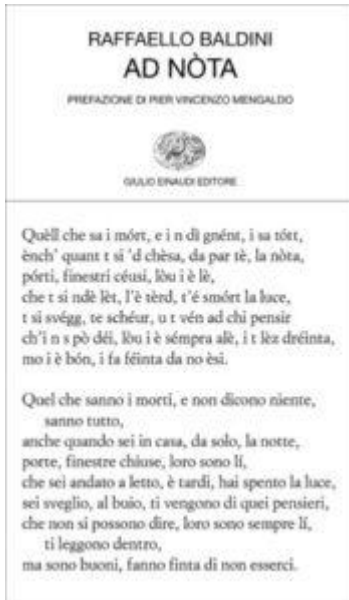 RAFFAELLO BALDINI
AD NÒTA
PREFAZIONE DI PIER VINCENZO MENGALDO
GIULIO EINAUDI EDITORE
Quèll che sa i mórt, e i n dí gnént, i sa tótt,
ènch' quant t si 'd chèsa, da par tè, la nòta,
pórti, finestri céusi, lòu i è lè,
che t si ndè lèt, l'è tèrd, t'é smórt la luce,
t si svégg, te schéur, u t vén ad chi pensir
ch'i n s pò déi, lòu i è sémpra alè, i t lèz dréinta,
mo i è bón, i fa féinta da no èsi.
Quel che sanno i morti, e non dicono niente,
sanno tutto,
anche quando sei in casa, da solo, la notte,
porte, finestre chiuse, loro sono lí,
che sei andato a letto, è tardi, hai spento la luce,
sei sveglio, al buio, ti vengono di quei pensieri,
che non si possono dire, loro sono sempre lí,
ti leggono dentro,
ma sono buoni, fanno finta di non esserci.